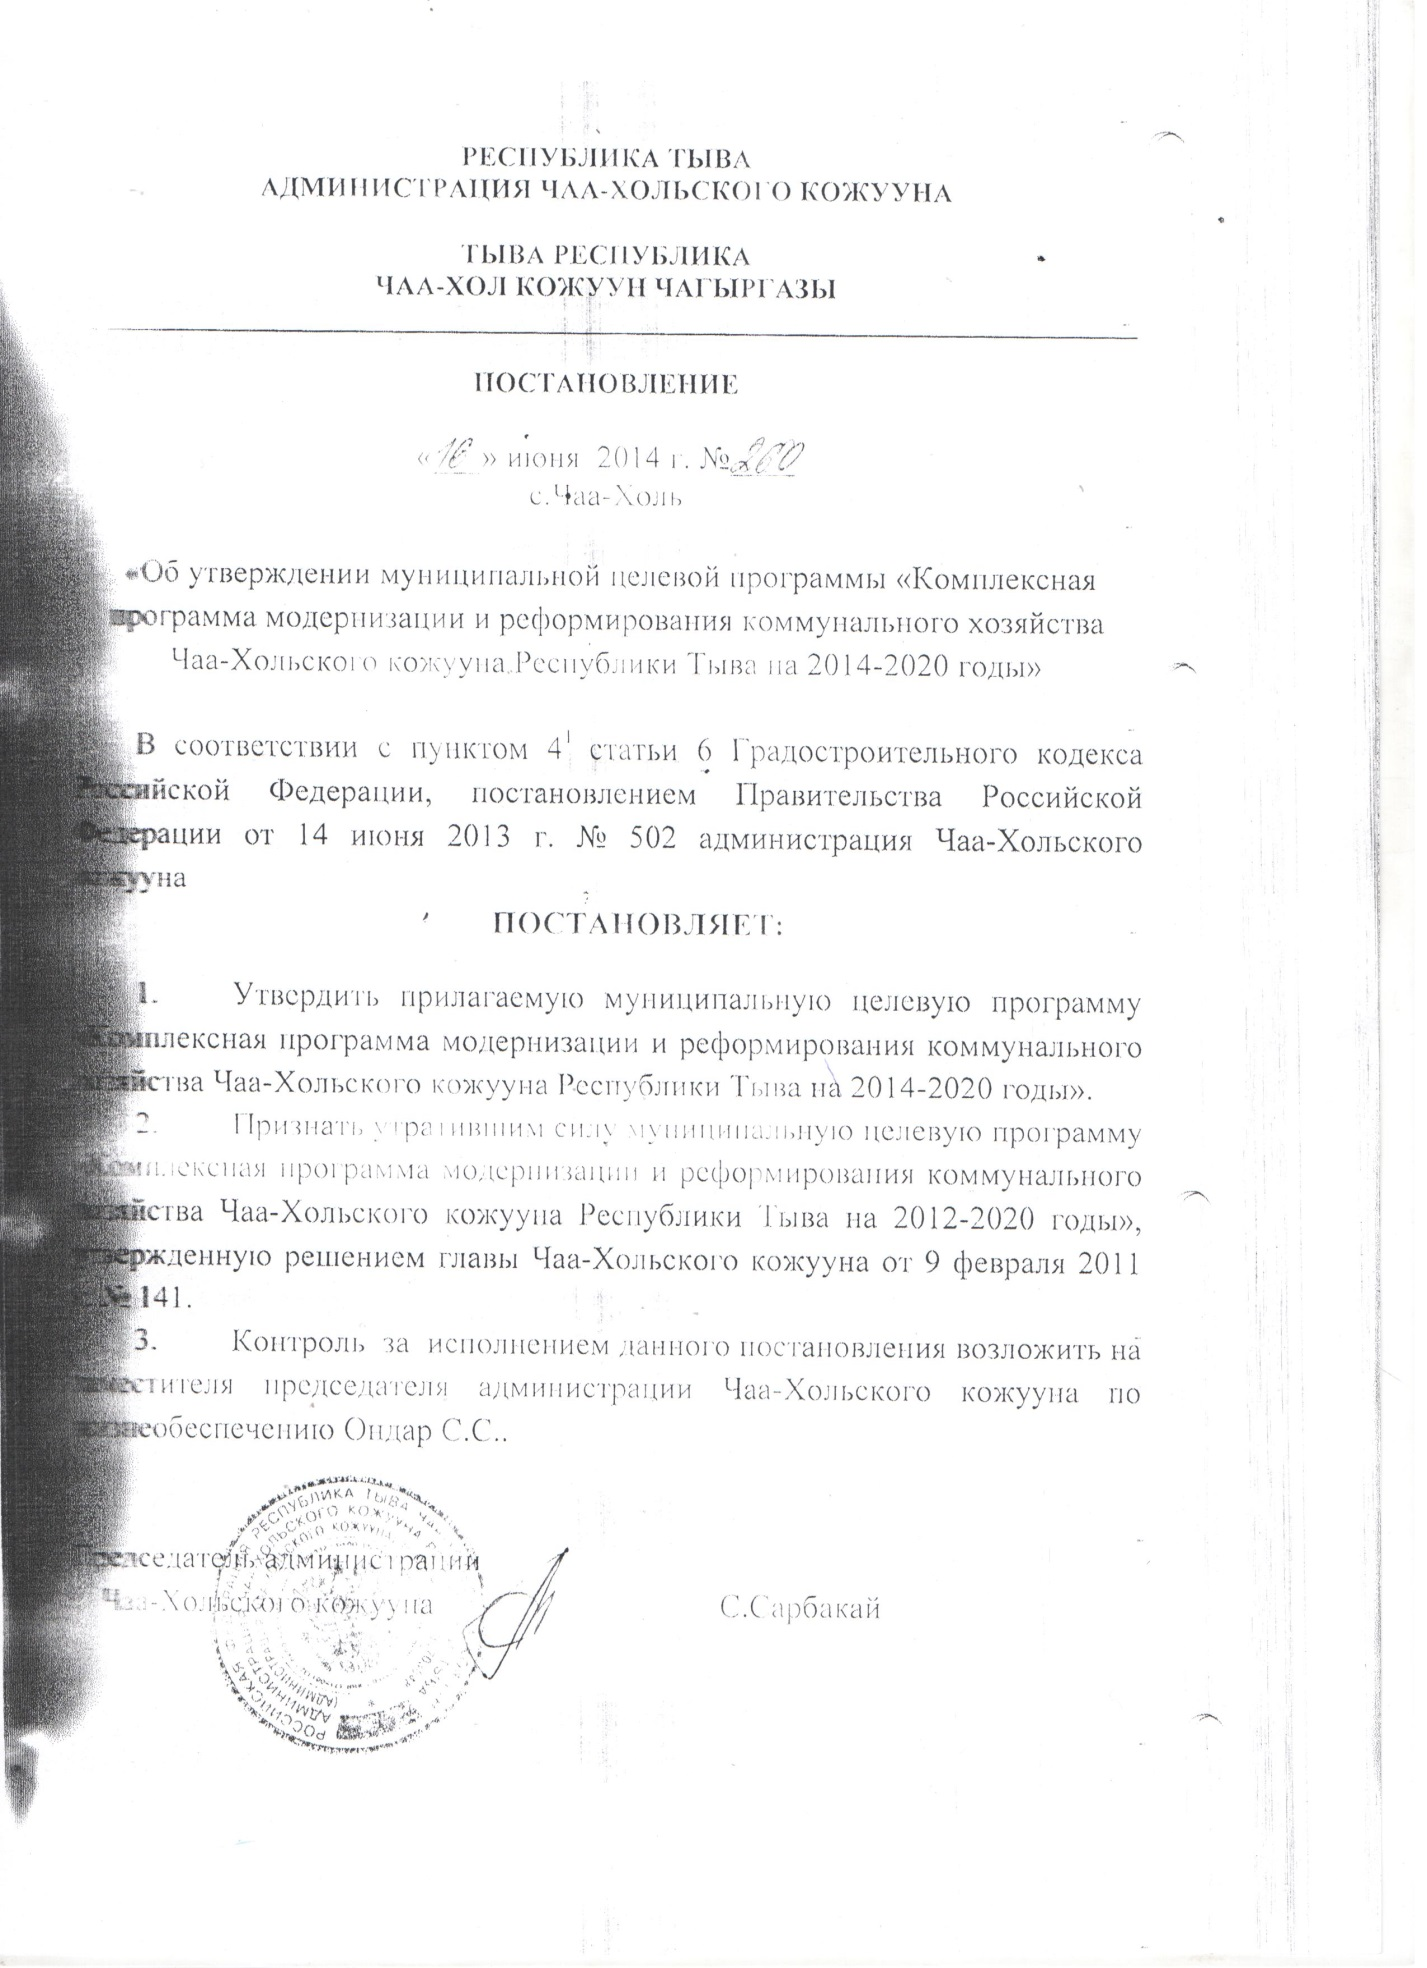 РЕСПУБЛИКА ТЫВА
АДМИНИСТРАЦИЯ ЧАА-ХОЛЬСКОГО КОЖУУНА
ТЫВА РЕСПУБЛИКА
ЧАА-ХОЛ КОЖУУН ЧАГЫРГАЗЫ
ПОСТАНОВЛЕНИЕ
«16» июня 2014 г. №260
с.Чаа-Холь
«Об утверждении муниципальной целевой программы «Комплексная
программа модернизации и реформирования коммунального хозяйства
Чаа-Хольского кожууна Республики Тыва на 2014-2020 годы»
В соответствии с пунктом 4¹ статьи 6 Градостроительного кодекса
Российской Федерации, постановлением Правительства Российской
Федерации от 14 июня 2013 г. № 502 администрация Чаа-Хольского
кожууна
ПОСТАНОВЛЯЕТ:
1. Утвердить прилагаемую муниципальную целевую программу
«Комплексная программа модернизации и реформирования коммунального
хозяйства Чаа-Хольского кожууна Республики Тыва на 2014-2020 годы».
2. Признать утратившим силу муниципальную целевую программу
«Комплексная программа модернизации и реформирования коммунального
хозяйства Чаа-Хольского кожууна Республики Тыва на 2012-2020 годы»,
утвержденную решением главы Чаа-Хольского кожууна от 9 февраля 2011
г. № 141.
3. Контроль за исполнением данного постановления возложить на
заместителя председателя администрации Чаа-Хольского кожууна по
жизнеобеспечению Ондар С.С..
Председатель администрации
Чаа-Хольского кожууна С.Сарбакай
РЕСПУБЛИКА ТЫВА